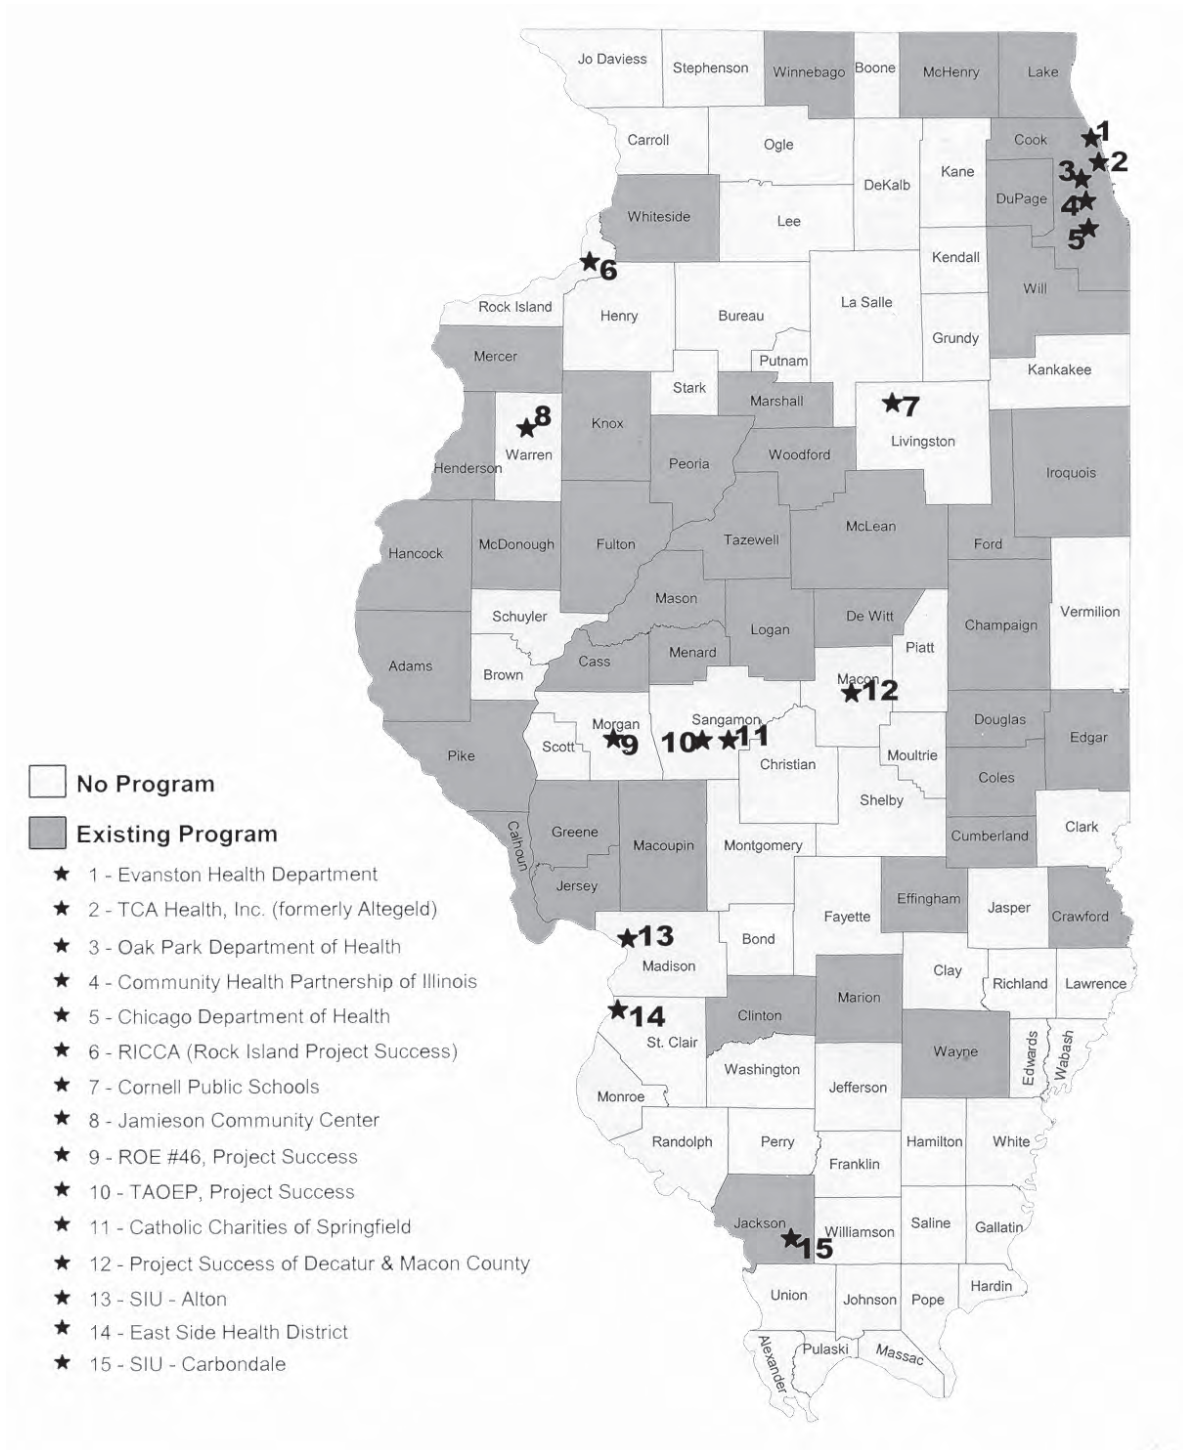 Jo Daviess
Stephenson
Winnebago
Boone
McHenry
Lake
Carroll
Ogle
DeKalb
Kane
Cook
1
2
3
DuPage
4
5
Whiteside
Lee
6
Kendall
Rock Island
Henry
Bureau
La Salle
Will
Grundy
Mercer
Putnam
Kankakee
Stark
Marshall
7
Livingston
8
Warren
Knox
Henderson
Peoria
Woodford
Iroquois
Hancock
McDonough
Fulton
Tazewell
McLean
Ford
Schuyler
Mason
Logan
De Witt
Champaign
Vermilion
Adams
Brown
Cass
Menard
Piatt
Macon
12
Pike
Scott
Morgan
9
Sangamon
10
11
Christian
Moultrie
Douglas
Edgar
Coles
Shelby
No Program
Existing Program
Calhoun
Greene
Macoupin
Montgomery
Cumberland
Clark
Jersey
Fayette
Effingham
Jasper
Crawford
13
Madison
Bond
Clay
Richland
Lawrence
14
St. Clair
Clinton
Marion
Wayne
Edwards
Wabash
Monroe
Washington
Jefferson
Randolph
Perry
Franklin
Hamilton
White
Jackson
15
Williamson
Saline
Gallatin
Union
Johnson
Pope
Hardin
Alexander
Pulaski
Massac
1 - Evanston Health Department
2 - TCA Health, Inc. (formerly Altegeld)
3 - Oak Park Department of Health
4 - Community Health Partnership of Illinois
5 - Chicago Department of Health
6 - RICCA (Rock Island Project Success)
7 - Cornell Public Schools
8 - Jamieson Community Center
9 - ROE #46, Project Success
10 - TAOEP, Project Success
11 - Catholic Charities of Springfield
12 - Project Success of Decatur & Macon County
13 - SIU - Alton
14 - East Side Health District
15 - SIU - Carbondale